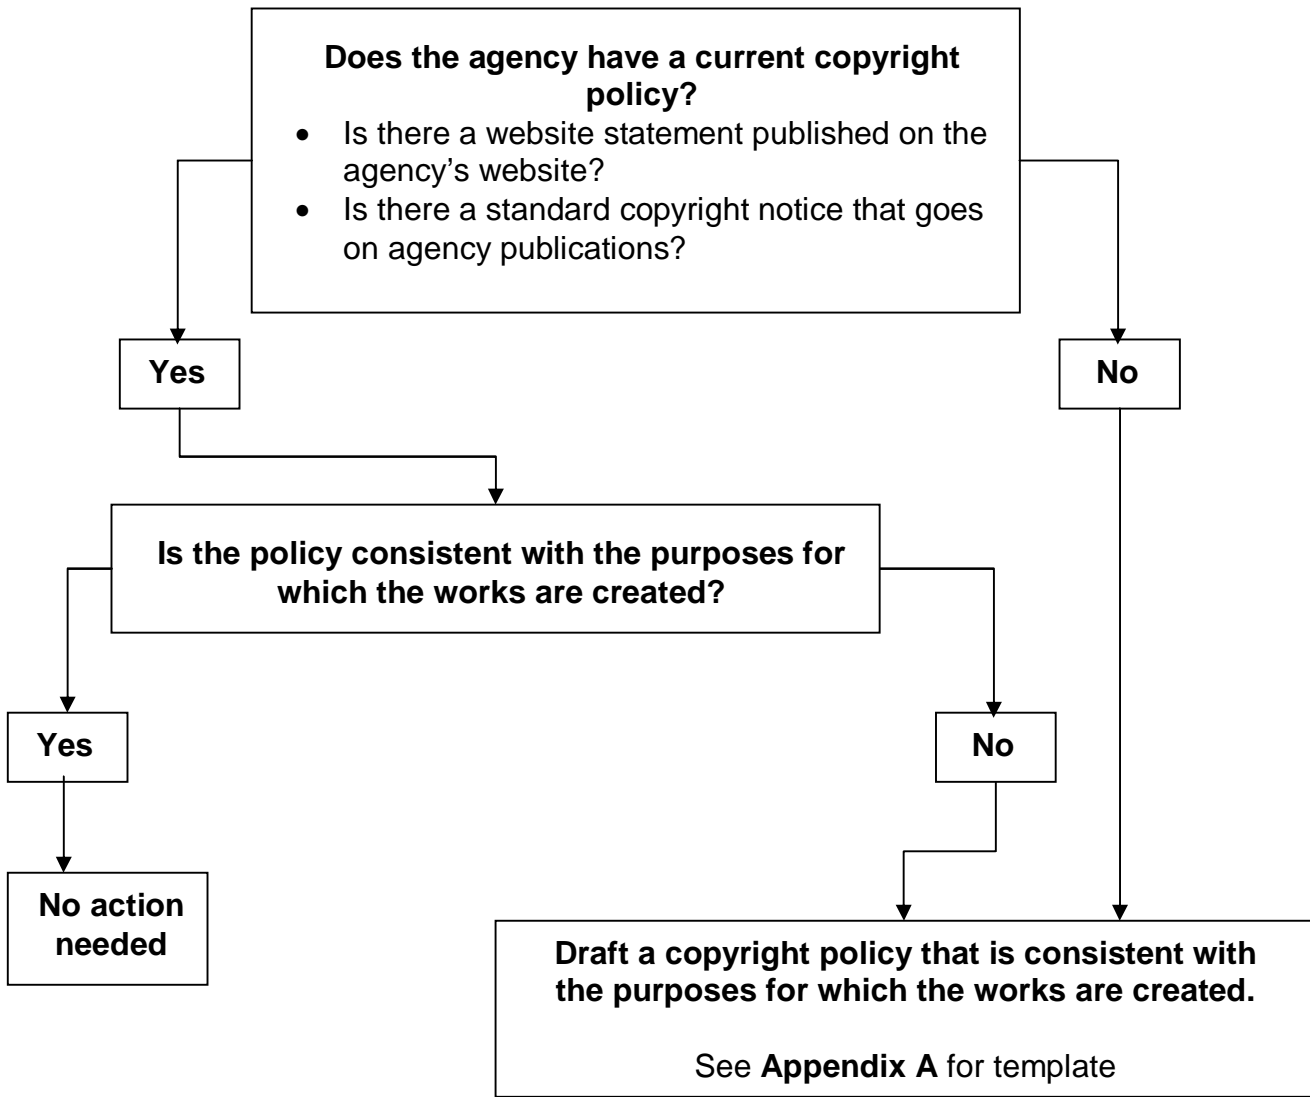 Does the agency have a current copyright
policy?
• Is there a website statement published on the
agency’s website?
• Is there a standard copyright notice that goes
on agency publications?
Yes
No
Is the policy consistent with the purposes for
which the works are created?
Yes
No
No action
needed
Draft a copyright policy that is consistent with
the purposes for which the works are created.
See Appendix A for template